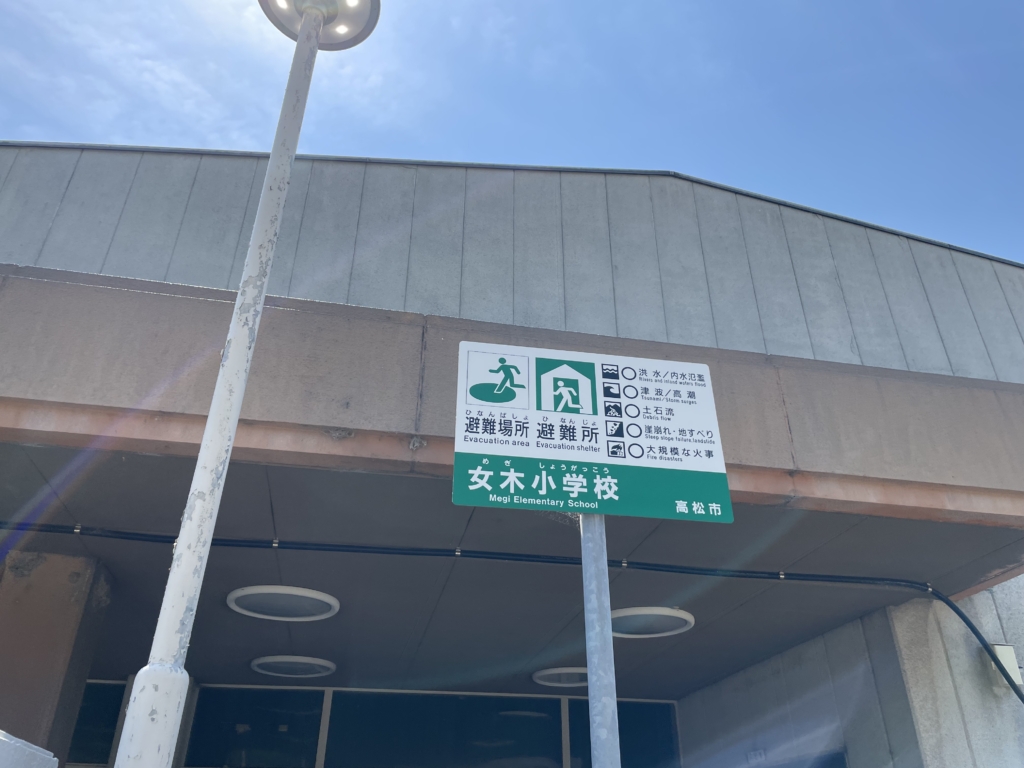 ひなんばしょ
避難場所
Evacuation area
ひなんじょ
避難所
Evacuation shelter
洪水/内水氾濫
Rivers and inland waters flood
津波/高潮
Tsunami/Storm surges
土石流
Debris flow
崖崩れ・地すべり
Steep slope failure,landslide
大規模な火事
Fire disasters
めぎ しょうがっこう
女木小学校
Megi Elementary School
高松市